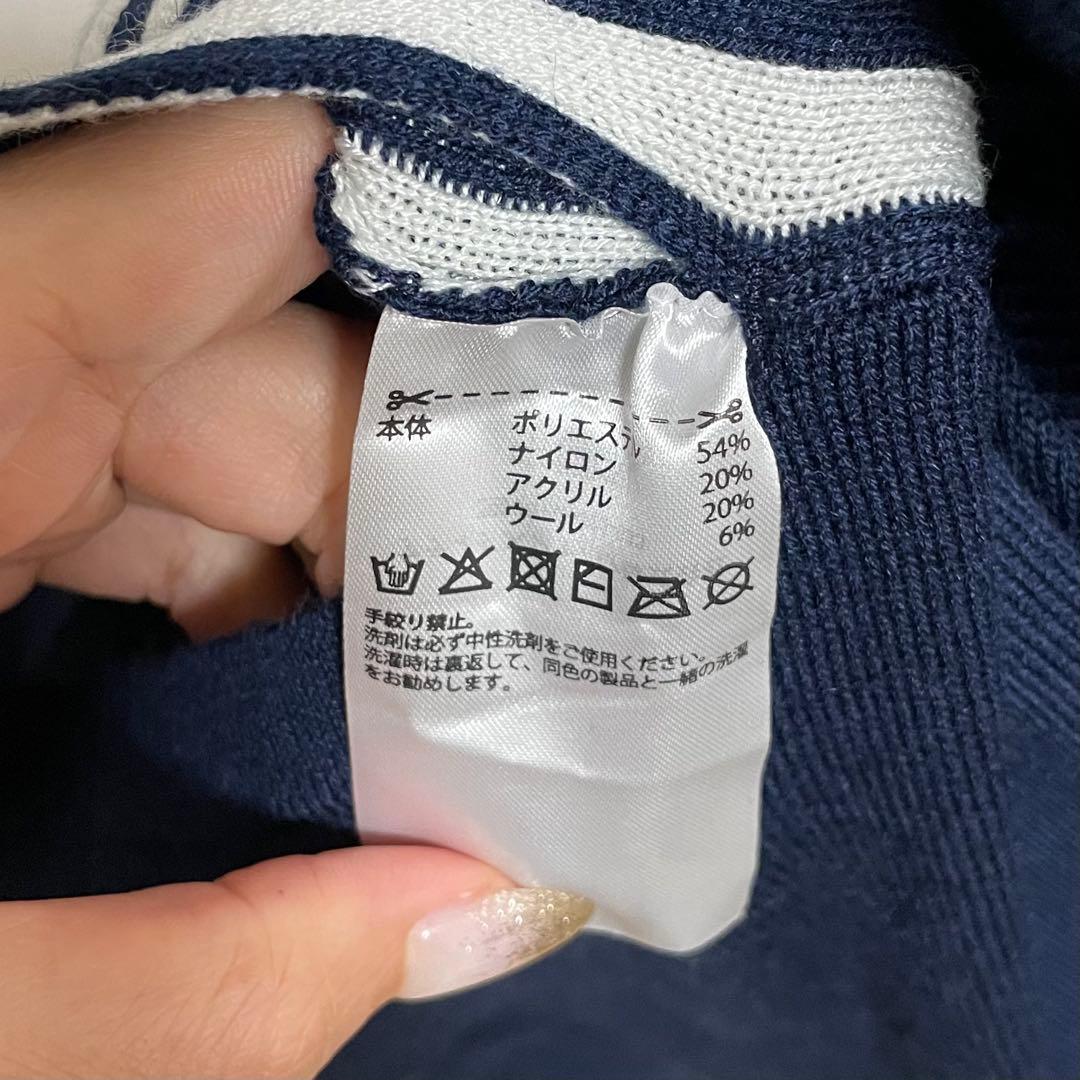 本体 ポリエステル 54%
ナイロン 20%
アクリル 20%
ウール 6%
手絞り禁止。
洗剤は必ず中性洗剤をご使用ください。
洗濯時は裏返して、同色の製品と一緒の洗濯
をお勧めします。